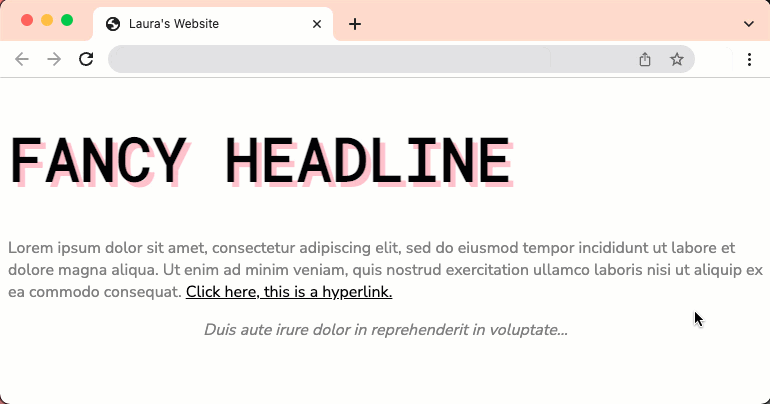 Laura's Website
FANCY HEADLINE
Lorem ipsum dolor sit amet, consectetur adipiscing elit, sed do eiusmod tempor incididunt ut labore et
dolore magna aliqua. Ut enim ad minim veniam, quis nostrud exercitation ullamco laboris nisi ut aliquip ex
ea commodo consequat. Click here, this is a hyperlink.
Duis aute irure dolor in reprehenderit in voluptate...